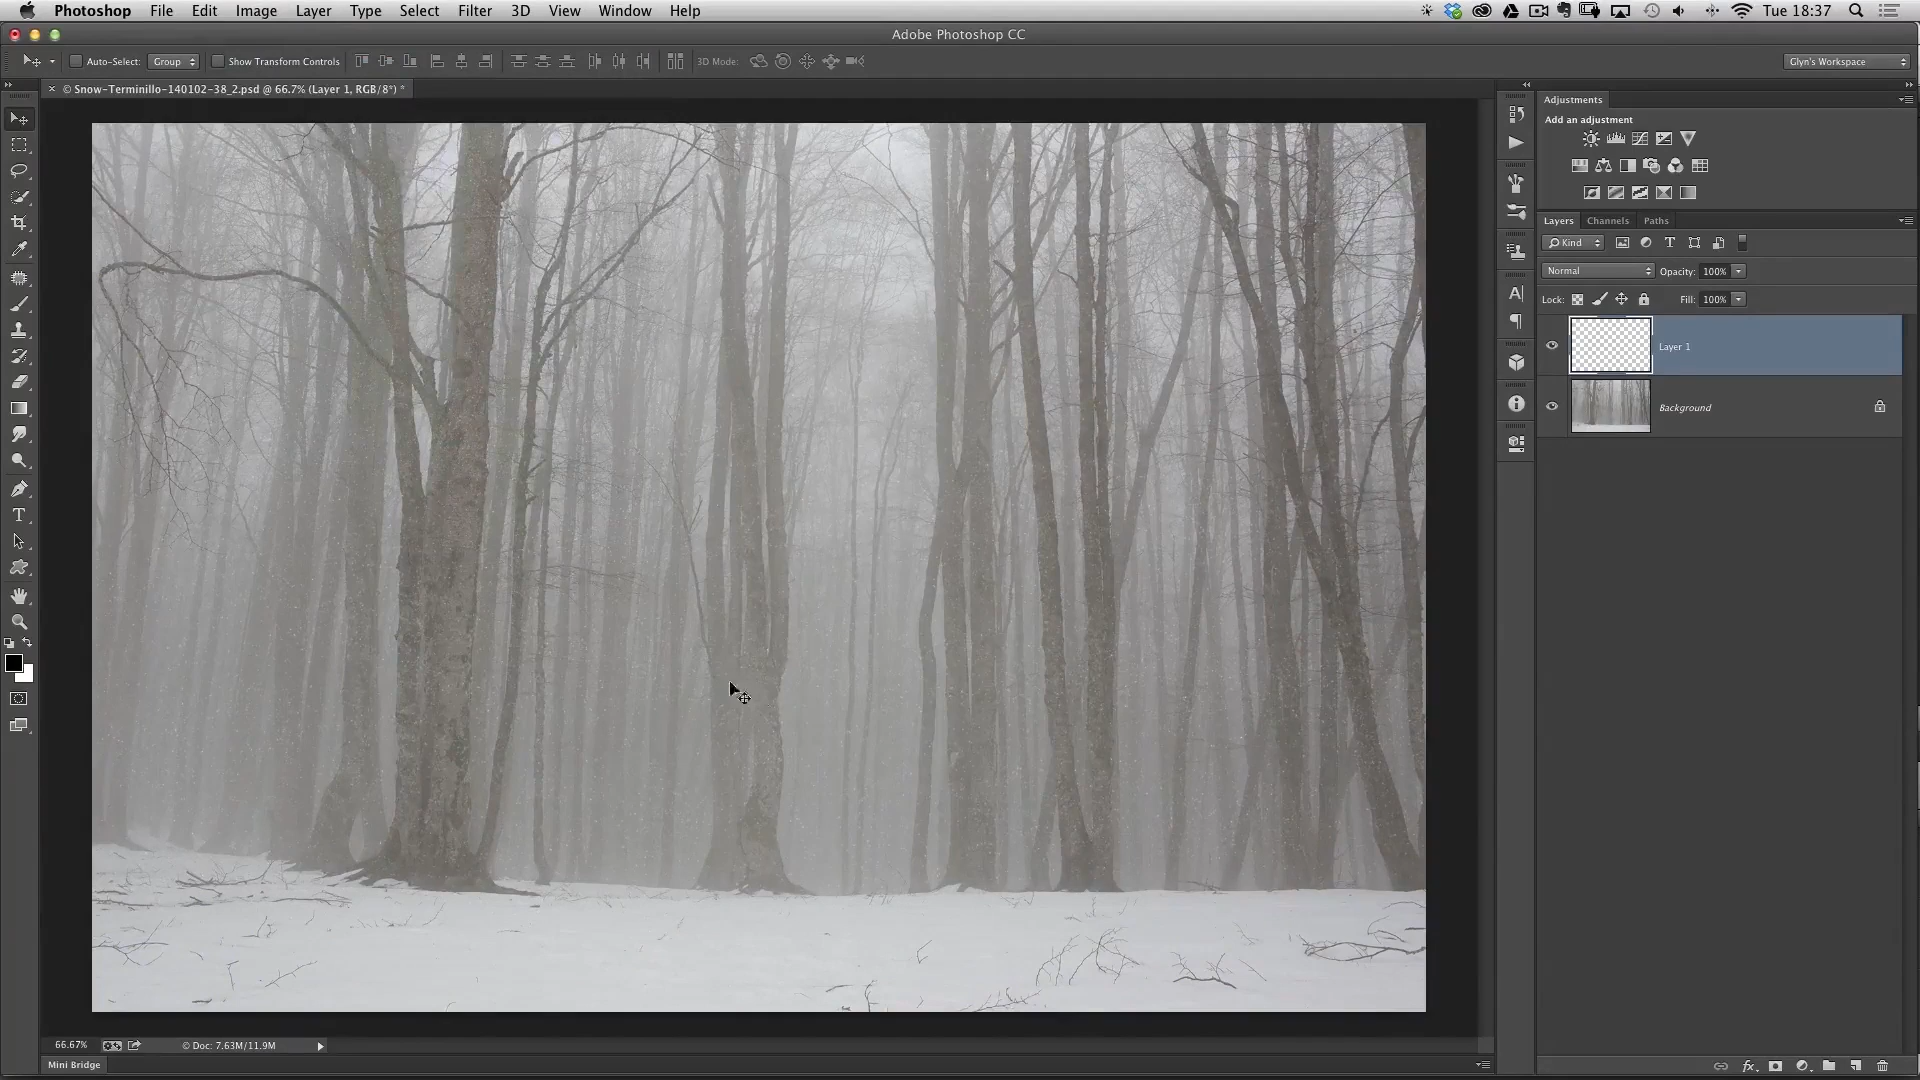 Photoshop File Edit Image Layer Type Select Filter 3D View Window Help Tue 18:37
Adobe Photoshop CC
Auto-Select: Group Show Transform Controls 3D Mode: Glyn's Workspace
× © Snow-Terminillo-140102-38_2.psd @ 66.7% (Layer 1, RGB/8*) *
Adjustments
Add an adjustment
Layers Channels Paths
Kind
Normal Opacity: 100%
Lock: Fill: 100%
Layer 1
Background
66.67% © Doc: 7.63M/11.9M
Mini Bridge